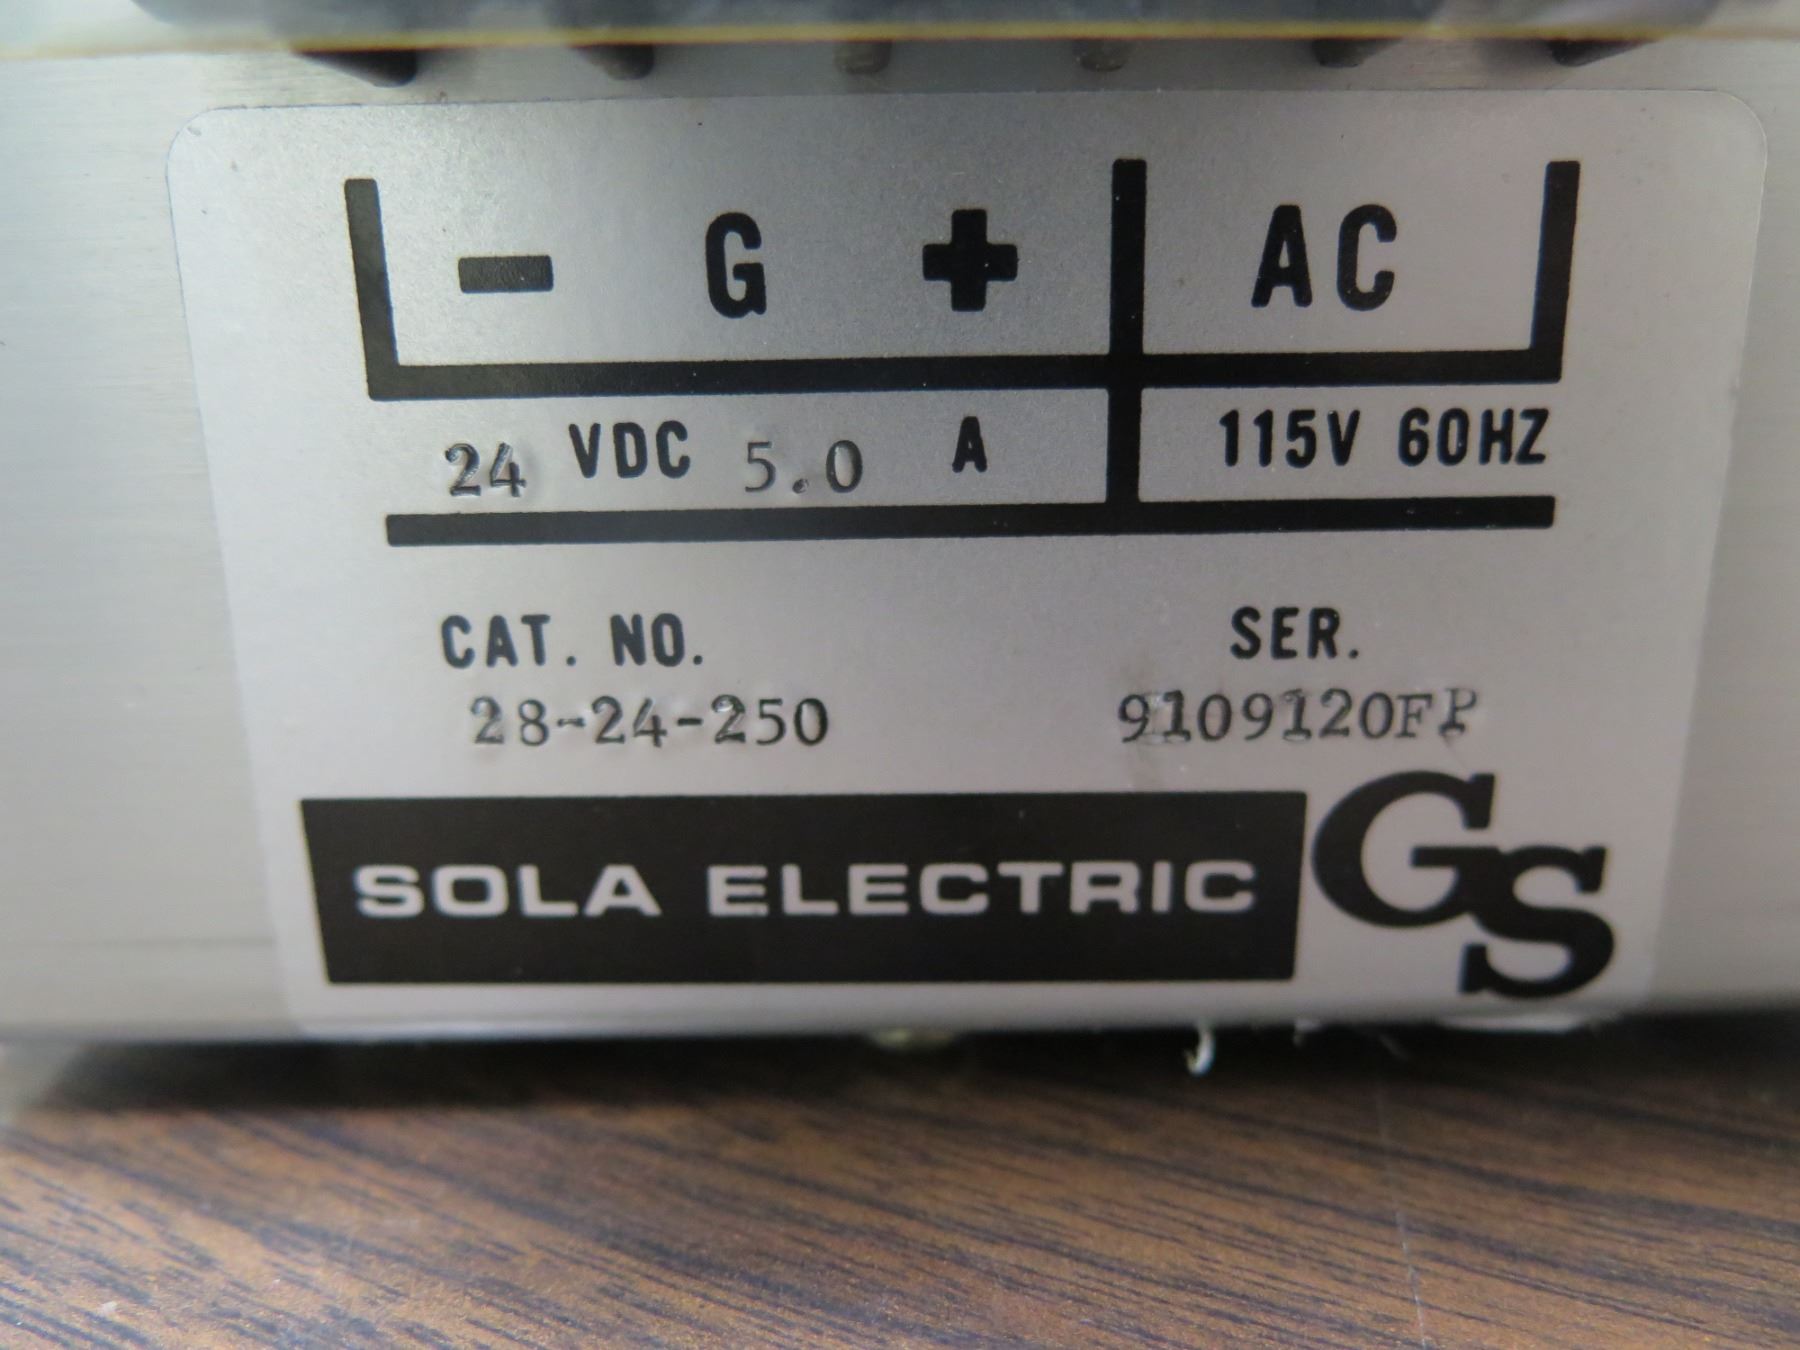 - G + AC
24 VDC 5.0 A 115V 60HZ
CAT. NO. SER.
28-24-250 9109120FP
SOLA ELECTRIC GS